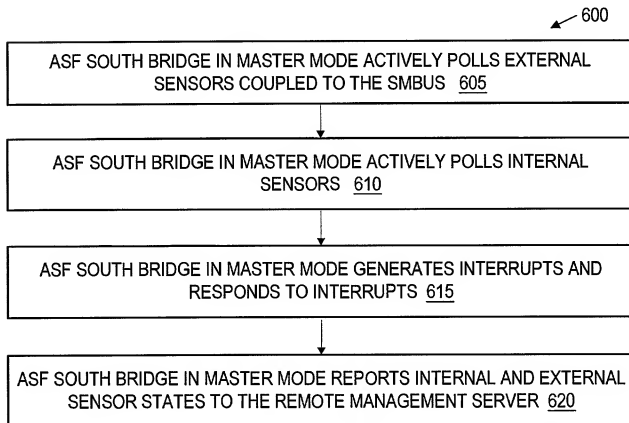 600
ASF SOUTH BRIDGE IN MASTER MODE ACTIVELY POLLS EXTERNAL
SENSORS COUPLED TO THE SMBUS 605
ASF SOUTH BRIDGE IN MASTER MODE ACTIVELY POLLS INTERNAL
SENSORS 610
ASF SOUTH BRIDGE IN MASTER MODE GENERATES INTERRUPTS AND
RESPONDS TO INTERRUPTS 615
ASF SOUTH BRIDGE IN MASTER MODE REPORTS INTERNAL AND EXTERNAL
SENSOR STATES TO THE REMOTE MANAGEMENT SERVER 620